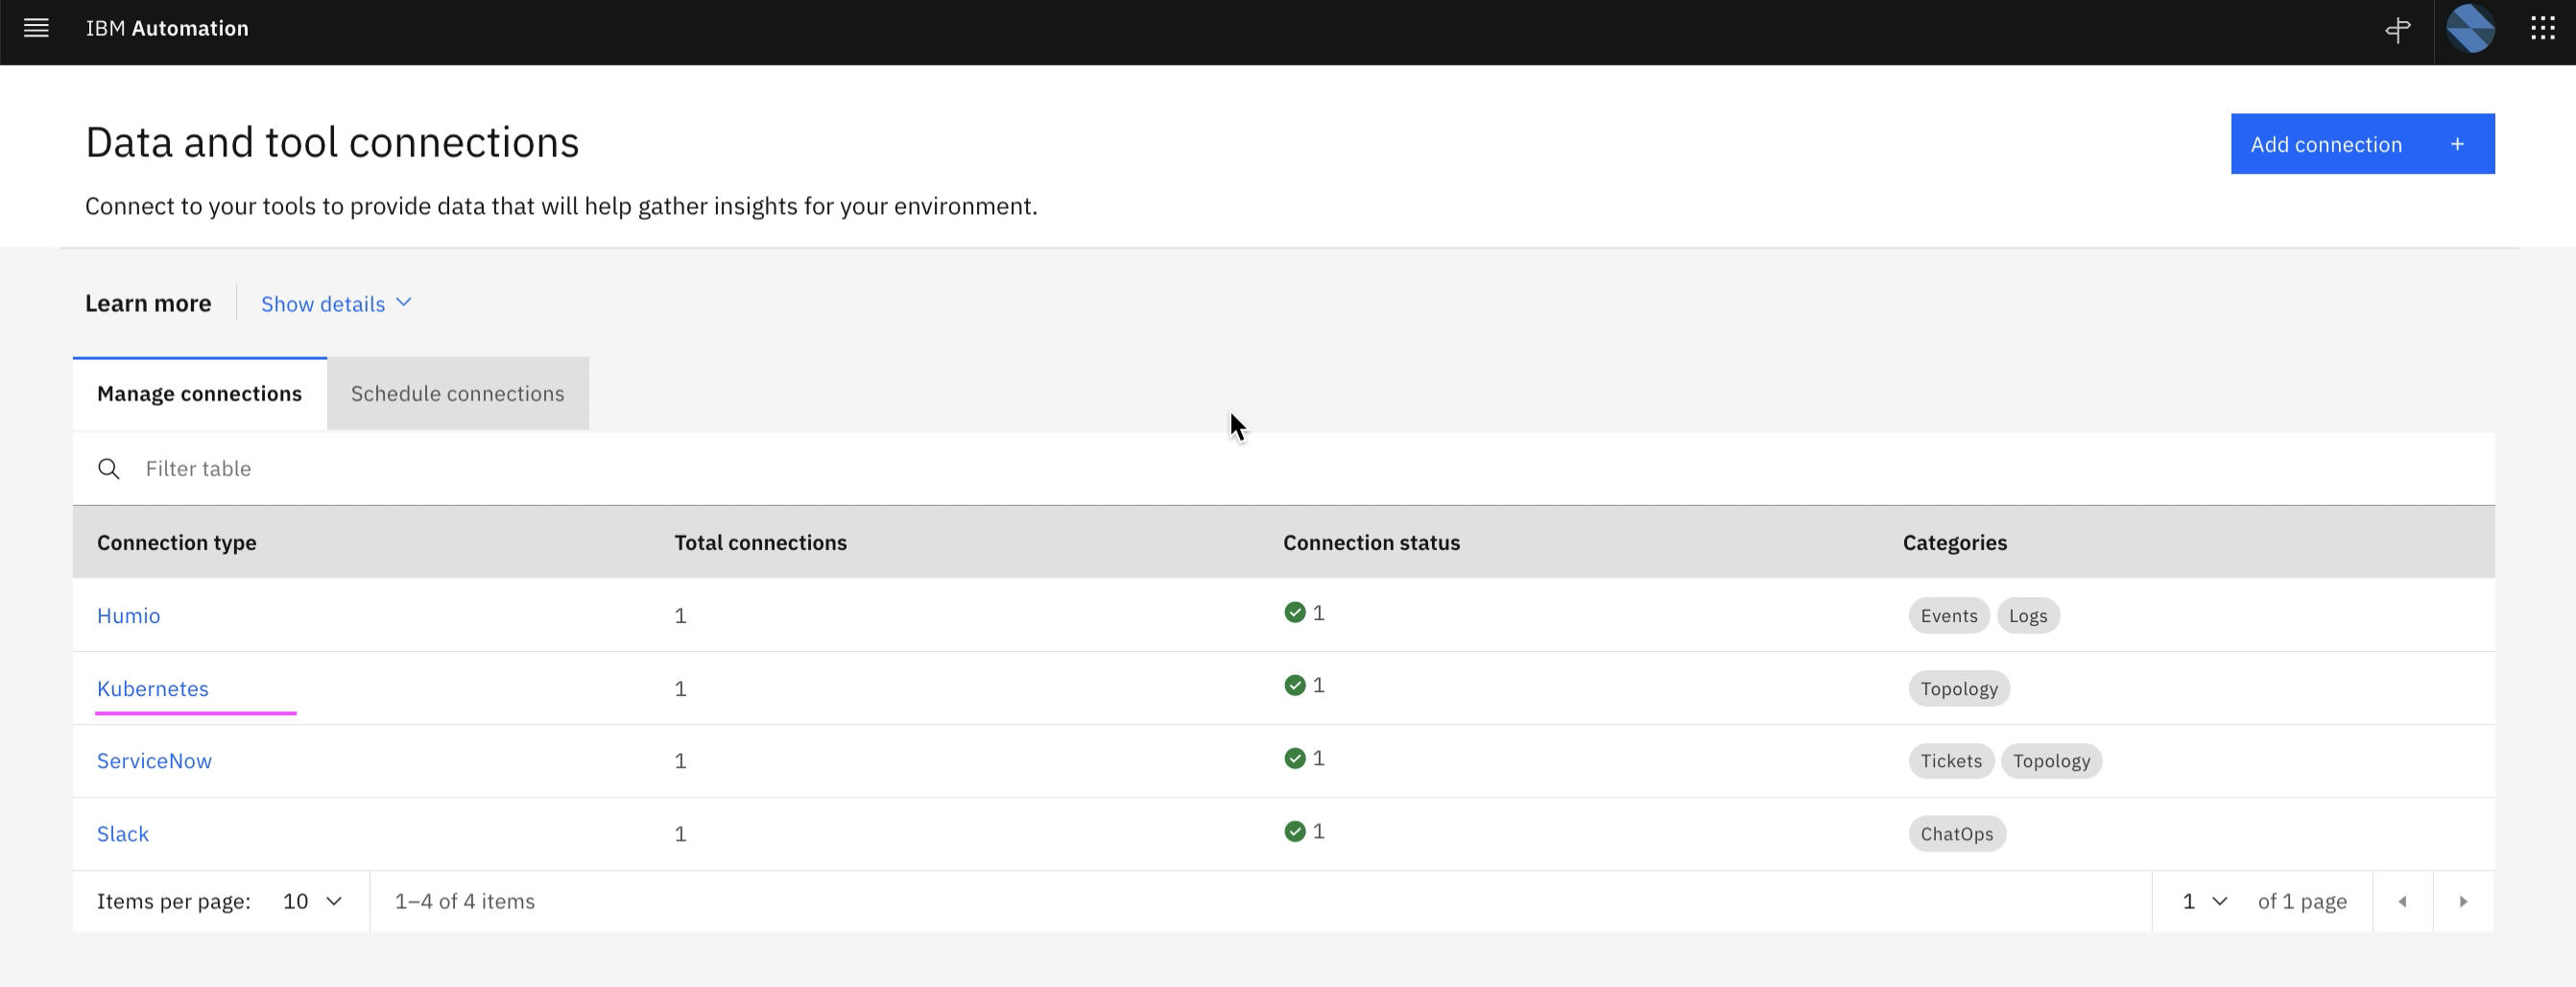 IBM Automation
Data and tool connections
Add connection +
Connect to your tools to provide data that will help gather insights for your environment.
Learn more Show details
Manage connections Schedule connections
Filter table
Connection type Total connections Connection status Categories
Humio 1 1 Events Logs
Kubernetes 1 1 Topology
ServiceNow 1 1 Tickets Topology
Slack 1 1 ChatOps
Items per page: 10 1–4 of 4 items 1 of 1 page